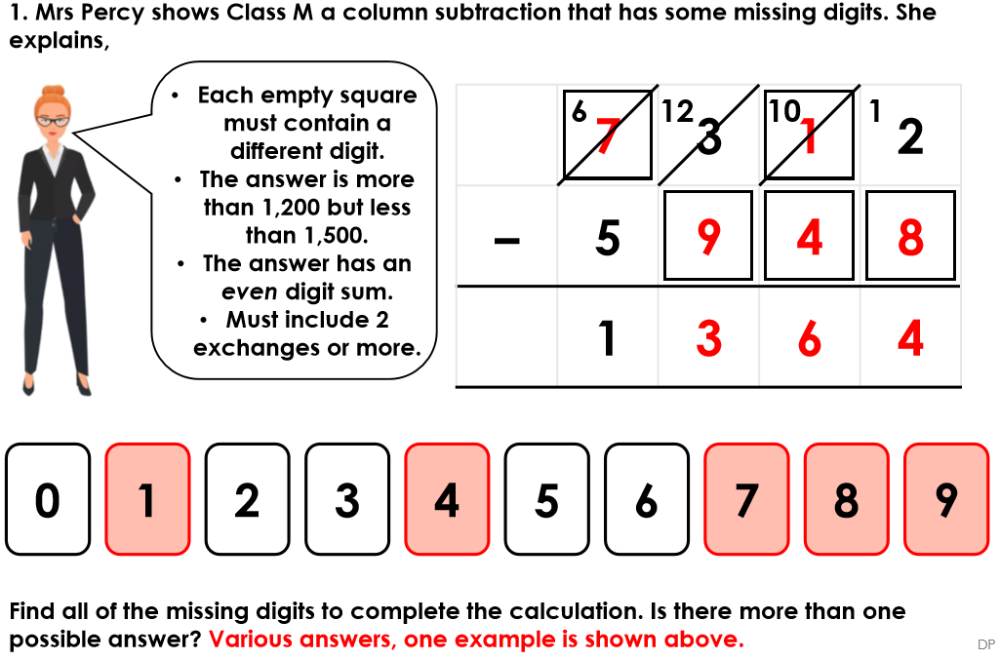 1. Mrs Percy shows Class M a column subtraction that has some missing digits. She
explains,
• Each empty square
must contain a
different digit.
• The answer is more
than 1,200 but less
than 1,500.
• The answer has an
even digit sum.
• Must include 2
exchanges or more.
6 7 12 3 10 1 1 2
– 5 9 4 8
1 3 6 4
0 1 2 3 4 5 6 7 8 9
Find all of the missing digits to complete the calculation. Is there more than one
possible answer? Various answers, one example is shown above.
DP